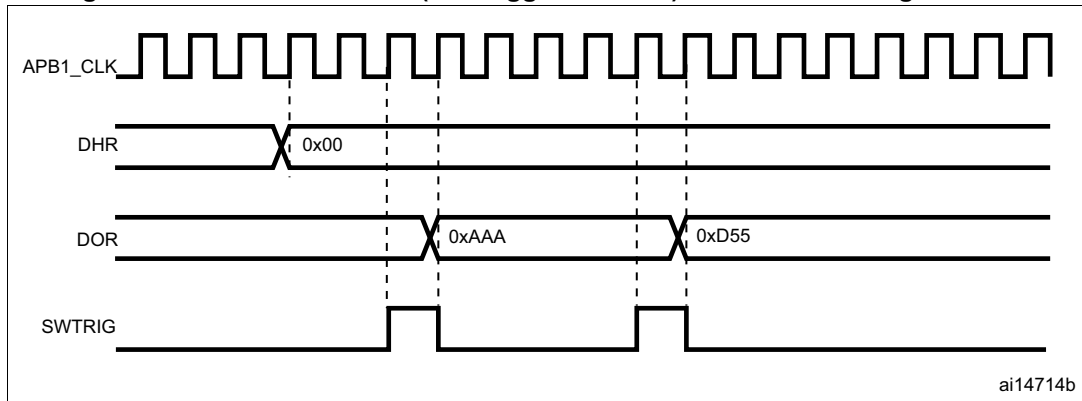 APB1_CLK
DHR
0x00
DOR
0xAAA
0xD55
SWTRIG
ai14714b